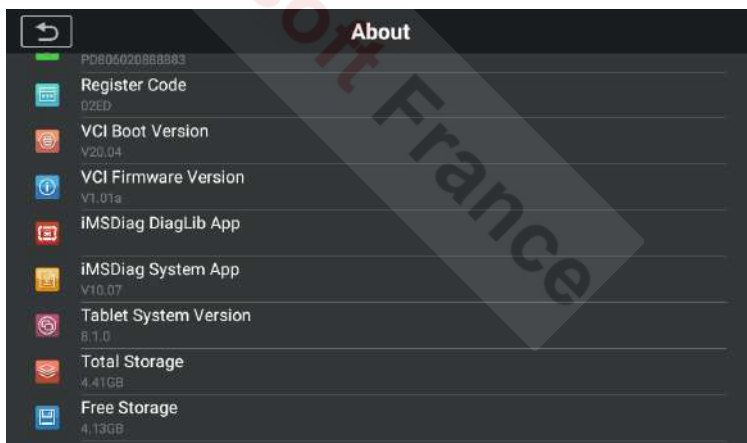 About
PD806020888883
Register Code
02ED
VCI Boot Version
V20.04
VCI Firmware Version
V1.01a
iMSDiag DiagLib App
iMSDiag System App
V10.07
Tablet System Version
8.1.0
Total Storage
4.41GB
Free Storage
4.13GB
soft France